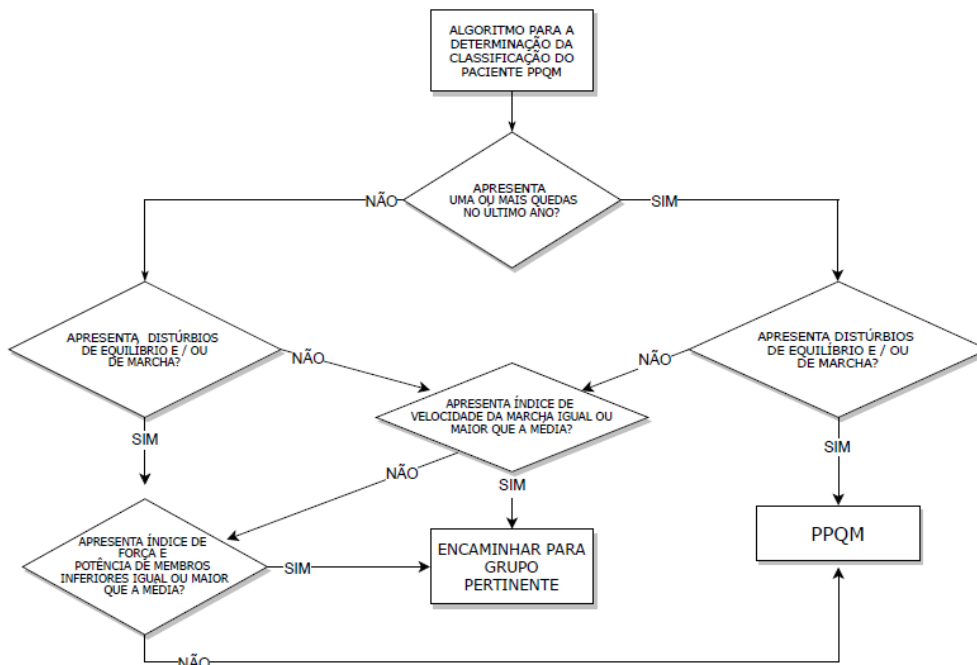 ALGORITMO PARA A
DETERMINAÇÃO DA
CLASSIFICAÇÃO DO
PACIENTE PPQM
APRESENTA
UMA OU MAIS QUEDAS
NO ÚLTIMO ANO?
NÃO
SIM
APRESENTA DISTÚRBIOS
DE EQUILÍBRIO E / OU
DE MARCHA?
NÃO
APRESENTA DISTÚRBIOS
DE EQUILÍBRIO E / OU
DE MARCHA?
NÃO
APRESENTA ÍNDICE DE
VELOCIDADE DA MARCHA IGUAL OU
MAIOR QUE A MÉDIA?
SIM
NÃO
SIM
SIM
APRESENTA ÍNDICE DE
FORÇA E
POTÊNCIA DE MEMBROS
INFERIORES IGUAL OU MAIOR
QUE A MÉDIA?
SIM
ENCAMINHAR PARA
GRUPO
PERTINENTE
PPQM
NÃO